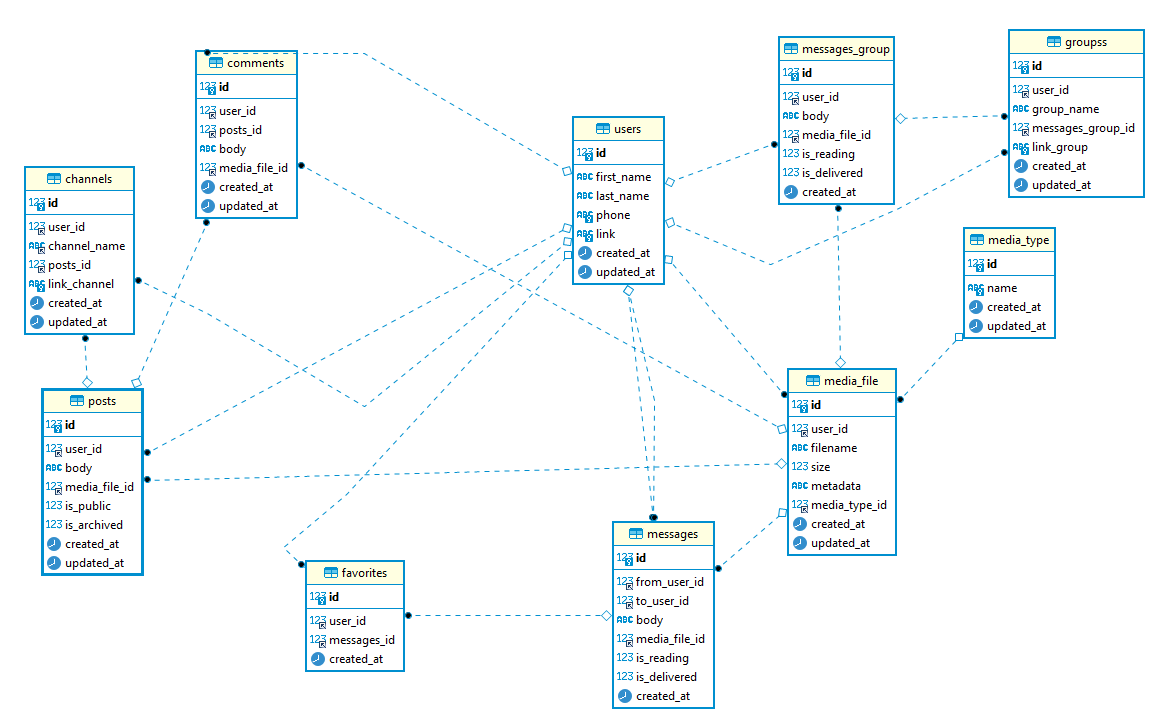 comments
id
user_id
posts_id
body
media_file_id
created_at
updated_at
channels
id
user_id
channel_name
posts_id
link_channel
created_at
updated_at
posts
id
user_id
body
media_file_id
is_public
is_archived
created_at
updated_at
favorites
id
user_id
messages_id
created_at
users
id
first_name
last_name
phone
link
created_at
updated_at
messages
id
from_user_id
to_user_id
body
media_file_id
is_reading
is_delivered
created_at
messages_group
id
user_id
body
media_file_id
is_reading
is_delivered
created_at
groupss
id
user_id
group_name
messages_group_id
link_group
created_at
updated_at
media_type
id
name
created_at
updated_at
media_file
id
user_id
filename
size
metadata
media_type_id
created_at
updated_at